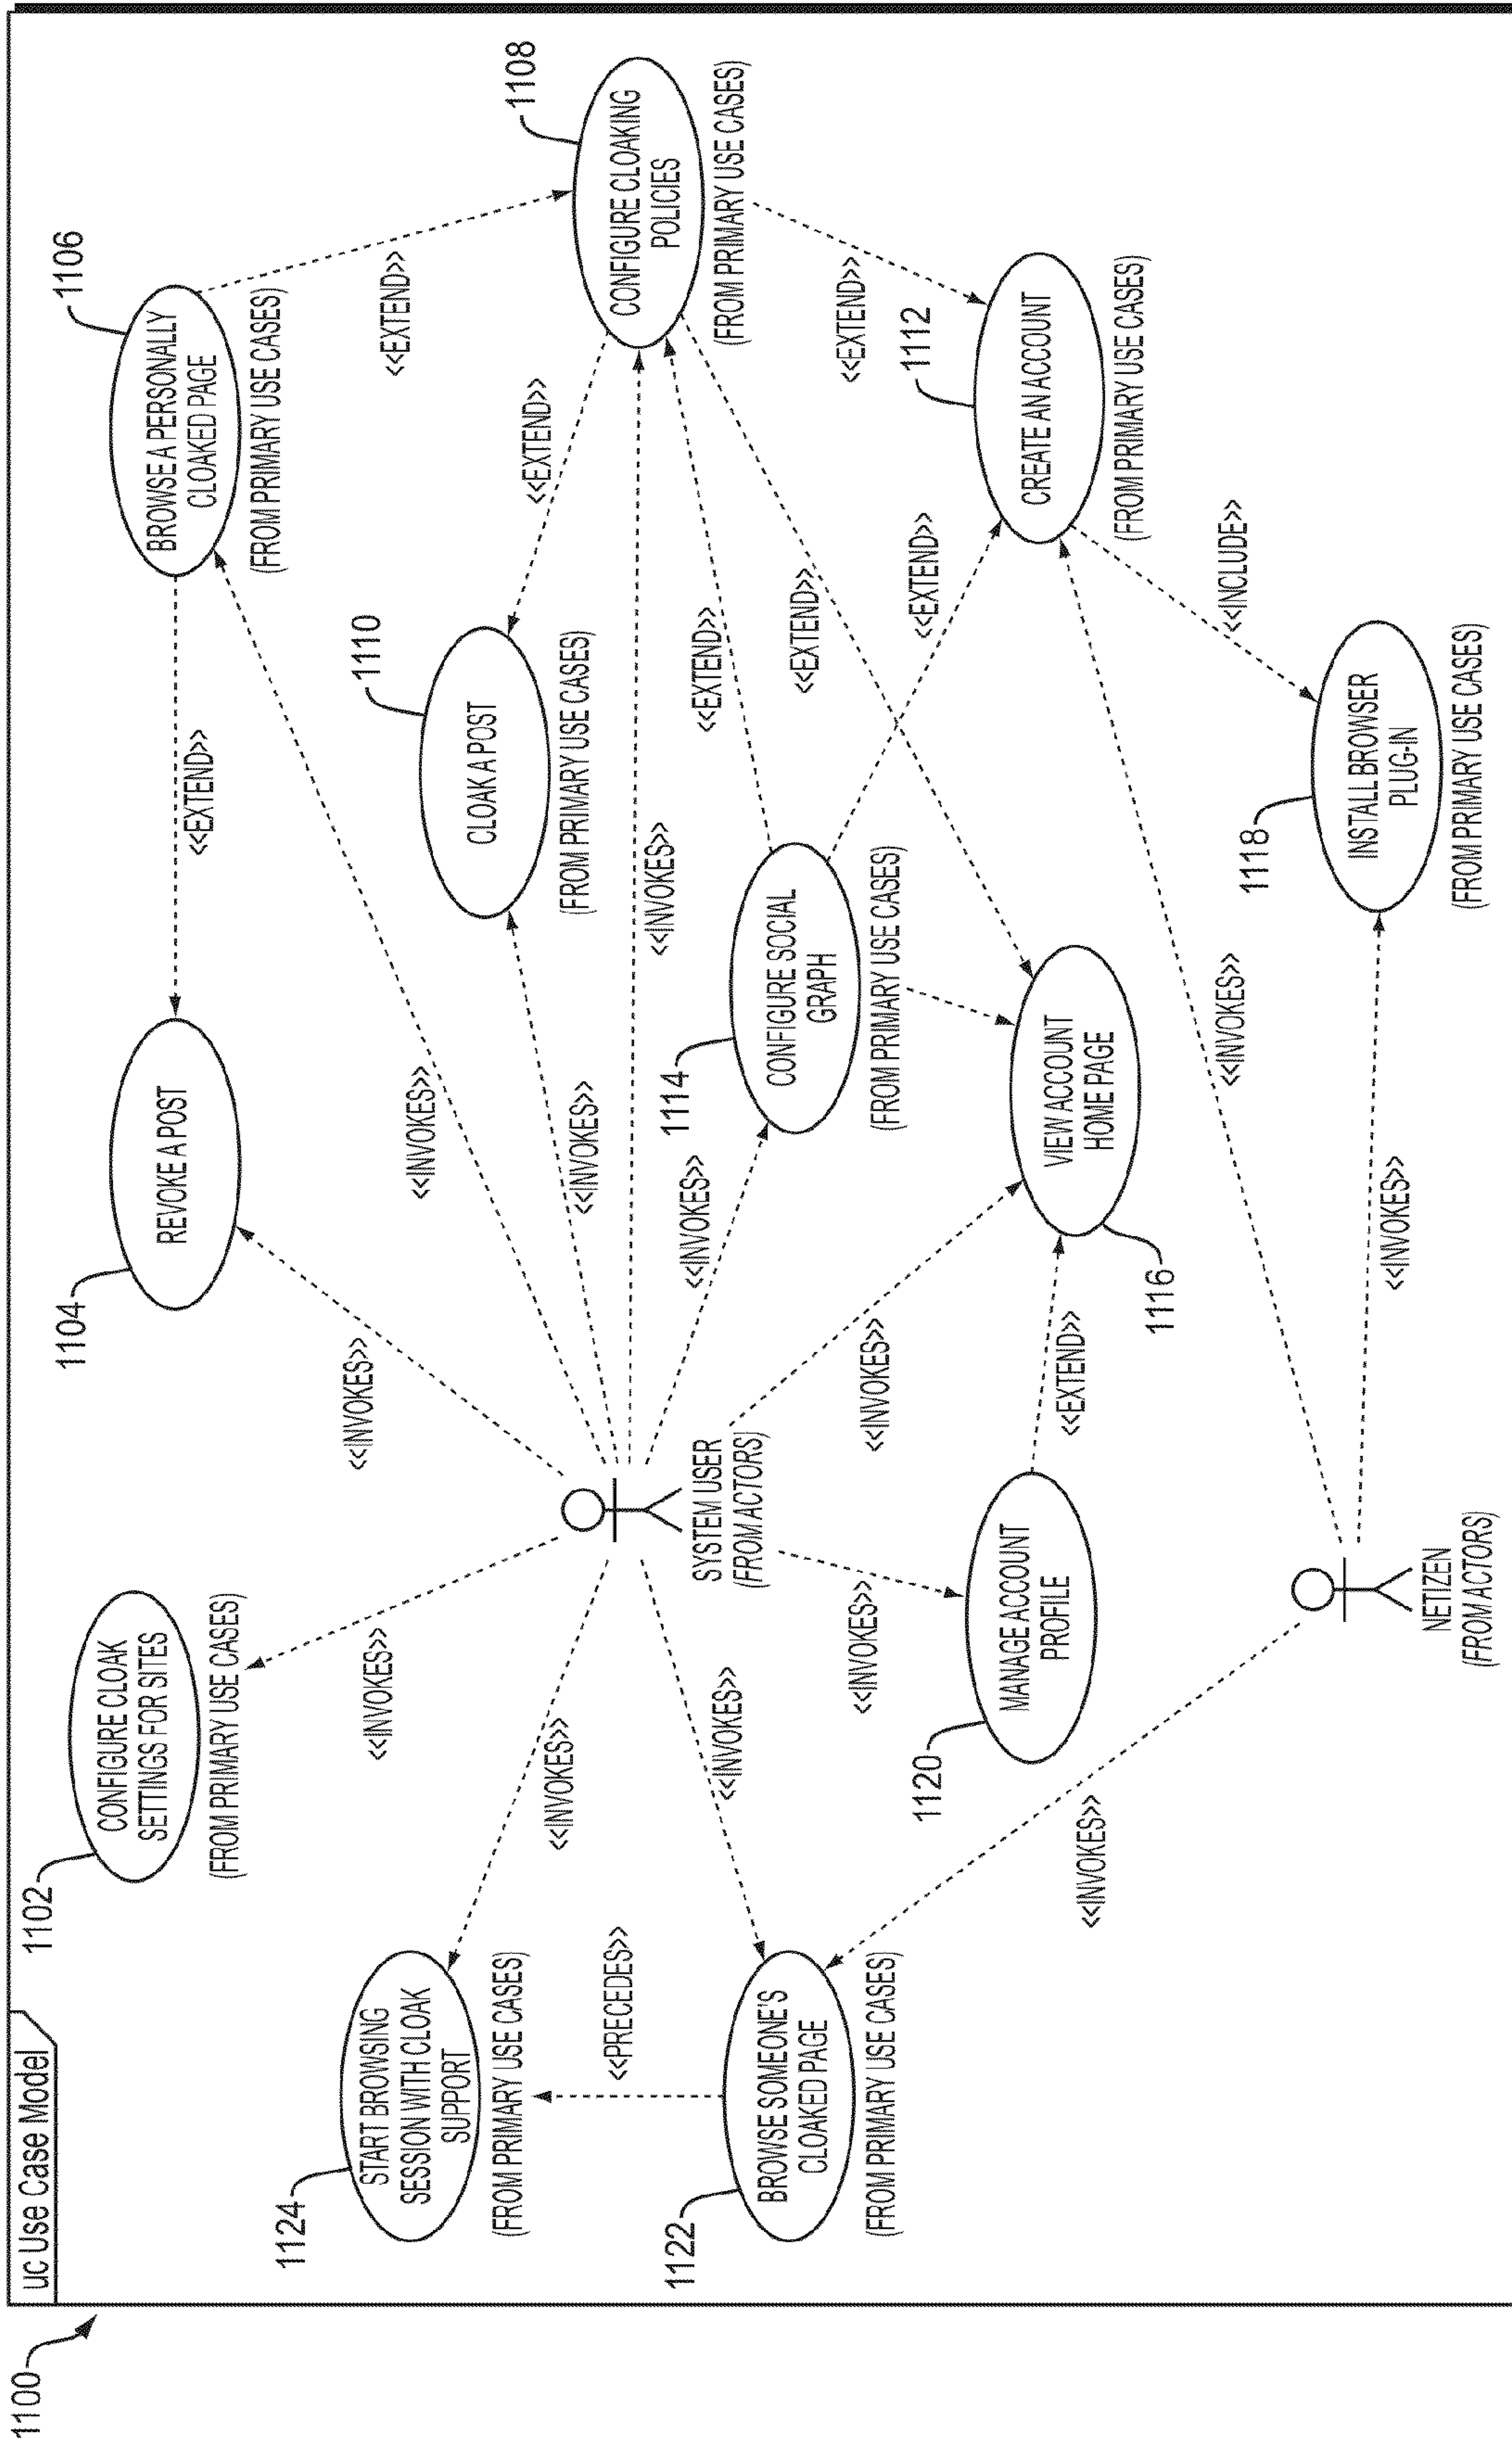 1100
uc Use Case Model
1102
CONFIGURE CLOAK
SETTINGS FOR SITES
(FROM PRIMARY USE CASES)
1104
REVOKE A POST
1106
BROWSE A PERSONALLY
CLOAKED PAGE
(FROM PRIMARY USE CASES)
<<EXTEND>>
<<INVOKES>>
<<INVOKES>>
<<INVOKES>>
<<EXTEND>>
1124
START BROWSING
SESSION WITH CLOAK
SUPPORT
(FROM PRIMARY USE CASES)
1110
CLOAK A POST
(FROM PRIMARY USE CASES)
<<EXTEND>>
1108
CONFIGURE CLOAKING
POLICIES
(FROM PRIMARY USE CASES)
<<INVOKES>>
<<INVOKES>>
<<PRECEDES>>
<<INVOKES>>
SYSTEM USER
(FROM ACTORS)
<<INVOKES>>
<<INVOKES>>
<<EXTEND>>
1122
BROWSE SOMEONE'S
CLOAKED PAGE
(FROM PRIMARY USE CASES)
1114
CONFIGURE SOCIAL
GRAPH
(FROM PRIMARY USE CASES)
<<EXTEND>>
<<EXTEND>>
<<INVOKES>>
<<INVOKES>>
<<EXTEND>>
1112
CREATE AN ACCOUNT
(FROM PRIMARY USE CASES)
1120
MANAGE ACCOUNT
PROFILE
<<EXTEND>>
VIEW ACCOUNT
HOME PAGE
1116
<<INVOKES>>
<<INVOKES>>
<<INCLUDE>>
1118
INSTALL BROWSER
PLUG-IN
(FROM PRIMARY USE CASES)
<<INVOKES>>
NETIZEN
(FROM ACTORS)